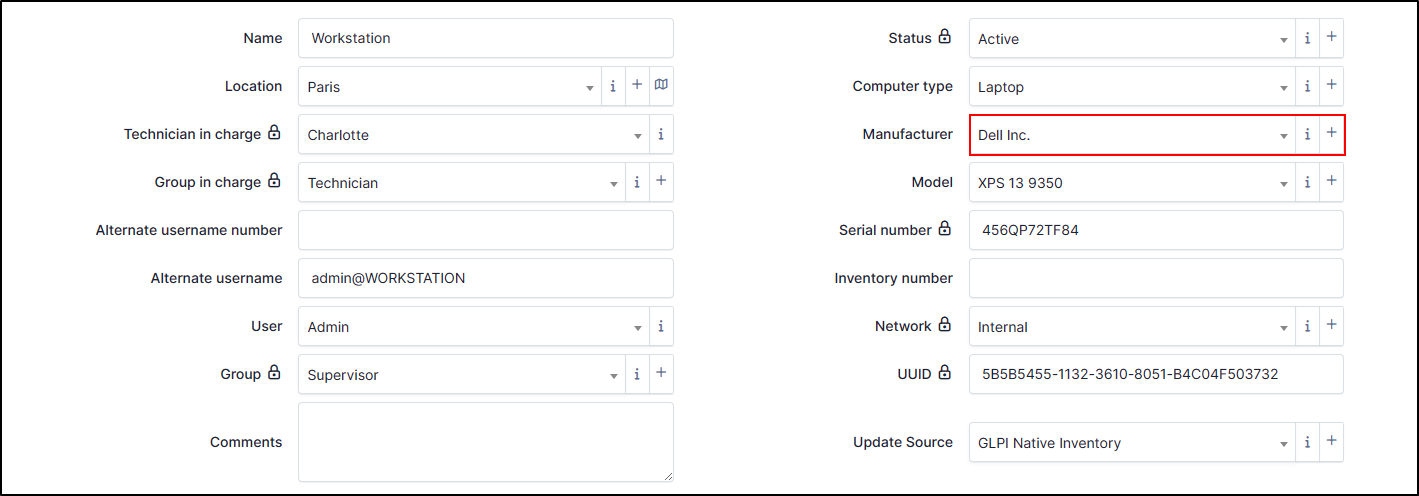 Name Workstation
Location Paris
Technician in charge Charlotte
Group in charge Technician
Alternate username number
Alternate username admin@WORKSTATION
User Admin
Group Supervisor
Comments
Status Active
Computer type Laptop
Manufacturer Dell Inc.
Model XPS 13 9350
Serial number 456QP72TF84
Inventory number
Network Internal
UUID 5B5B5455-1132-3610-8051-B4C04F503732
Update Source GLPI Native Inventory